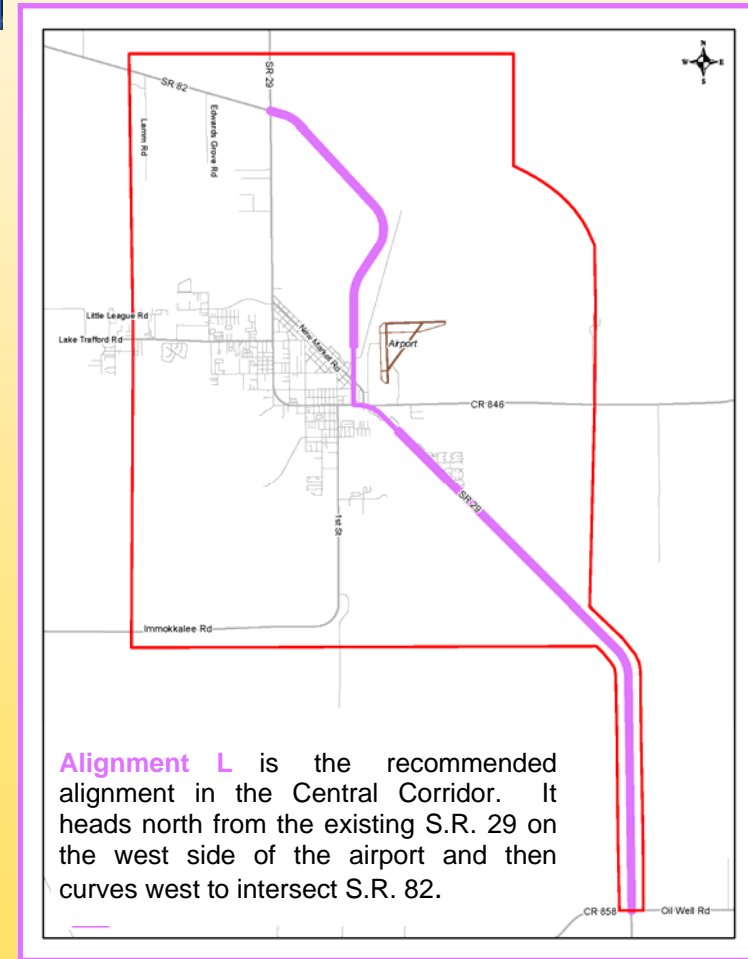 N
W E
S
SR 82
SR 29
Lamm Rd
Edwards Grove Rd
Little League Rd
Lake Trafford Rd
New Market Rd
Airport
CR 846
SR 29
1st St
Immokkalee Rd
Alignment L is the recommended
alignment in the Central Corridor. It
heads north from the existing S.R. 29 on
the west side of the airport and then
curves west to intersect S.R. 82.
CR 858
Oil Well Rd